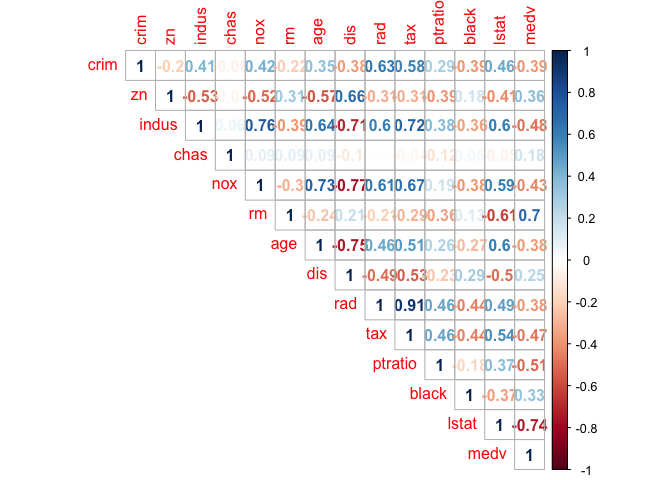 crim zn indus chas nox rm age dis rad tax ptratio black lstat medv
crim 1 -0.2 0.41 0.42 -0.22 0.35 -0.38 0.63 0.58 0.29 -0.39 0.46 -0.39 1
zn 1 -0.53 -0.52 0.31 -0.57 0.66 -0.31 -0.31 -0.39 0.18 -0.41 0.36 0.8
indus 1 0.06 0.76 -0.39 0.64 -0.71 0.6 0.72 0.38 -0.36 0.6 -0.48 0.6
chas 1 0.09 0.09 0.09 -0.1 -0.04 -0.12 0.05 -0.05 0.18 0.4
nox 1 -0.3 0.73 -0.77 0.61 0.67 0.19 -0.38 0.59 -0.43
rm 1 -0.24 0.21 -0.21 -0.29 -0.36 0.13 -0.61 0.7 0.2
age 1 -0.75 0.46 0.51 0.26 -0.27 0.6 -0.38 0
dis 1 -0.49 -0.53 -0.23 0.29 -0.5 0.25 -0.2
rad 1 0.91 0.46 -0.44 0.49 -0.38
tax 1 0.46 -0.44 0.54 -0.47 -0.4
ptratio 1 -0.18 0.37 -0.51
black 1 -0.37 0.33 -0.6
lstat 1 -0.74 -0.8
medv 1 -1